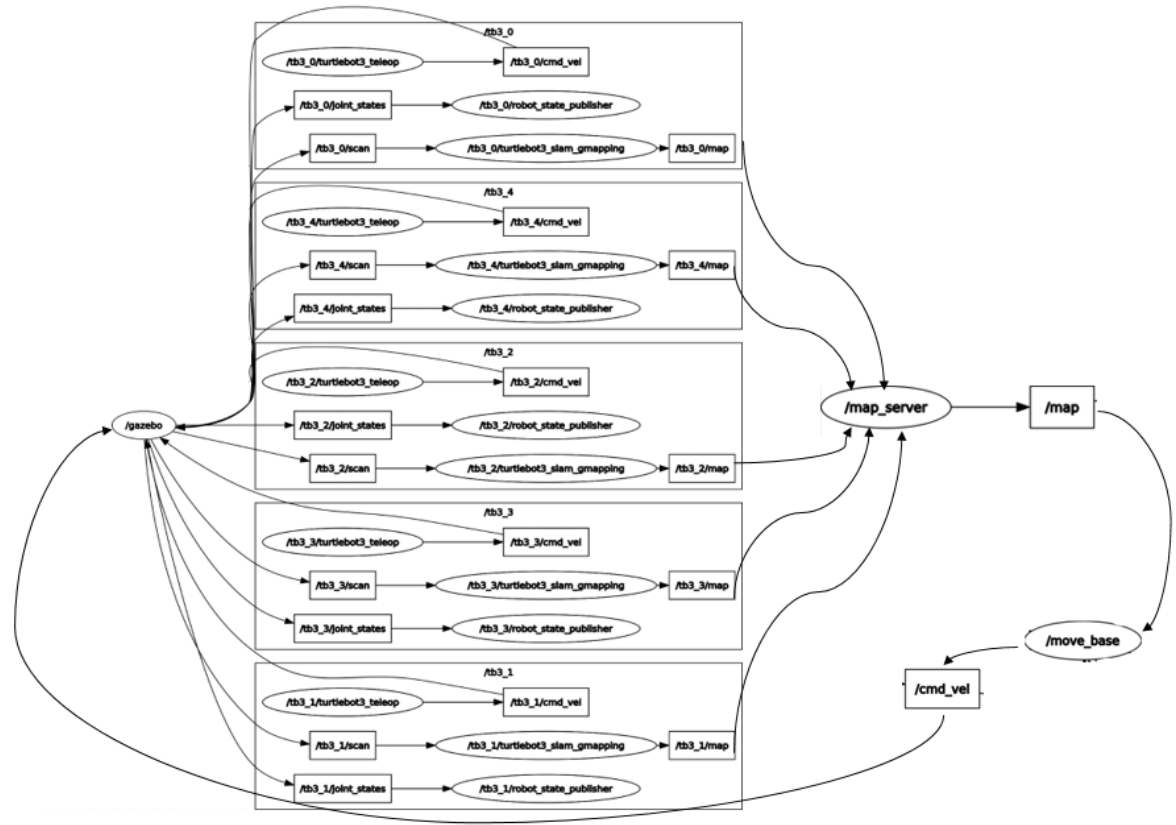 /tb3_0
/tb3_0/turtlebot3_teleop
/tb3_0/cmd_vel
/tb3_0/joint_states
/tb3_0/robot_state_publisher
/tb3_0/scan
/tb3_0/turtlebot3_slam_gmapping
/tb3_0/map
/tb3_4
/tb3_4/turtlebot3_teleop
/tb3_4/cmd_vel
/tb3_4/scan
/tb3_4/turtlebot3_slam_gmapping
/tb3_4/map
/tb3_4/joint_states
/tb3_4/robot_state_publisher
/tb3_2
/tb3_2/turtlebot3_teleop
/tb3_2/cmd_vel
/tb3_2/joint_states
/tb3_2/robot_state_publisher
/tb3_2/scan
/tb3_2/turtlebot3_slam_gmapping
/tb3_2/map
/gazebo
/tb3_3
/tb3_3/turtlebot3_teleop
/tb3_3/cmd_vel
/tb3_3/scan
/tb3_3/turtlebot3_slam_gmapping
/tb3_3/map
/tb3_3/joint_states
/tb3_3/robot_state_publisher
/tb3_1
/tb3_1/turtlebot3_teleop
/tb3_1/cmd_vel
/tb3_1/scan
/tb3_1/turtlebot3_slam_gmapping
/tb3_1/map
/tb3_1/joint_states
/tb3_1/robot_state_publisher
/map_server
/map
/move_base
/cmd_vel